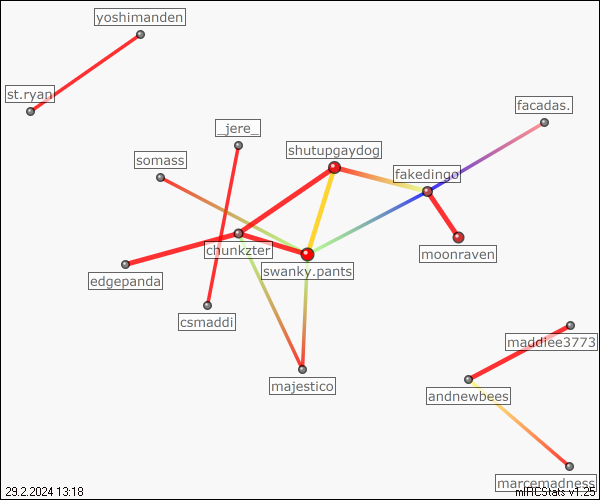 yoshimanden
st.ryan
facadas.
_jere_
shutupgaydog
somass
fakedingo
chunkzter
moonraven
swanky.pants
edgepanda
csmaddi
maddiee3773
majestico
andnewbees
marcemadness
29.2.2024 13:18
mIRCStats v1.25